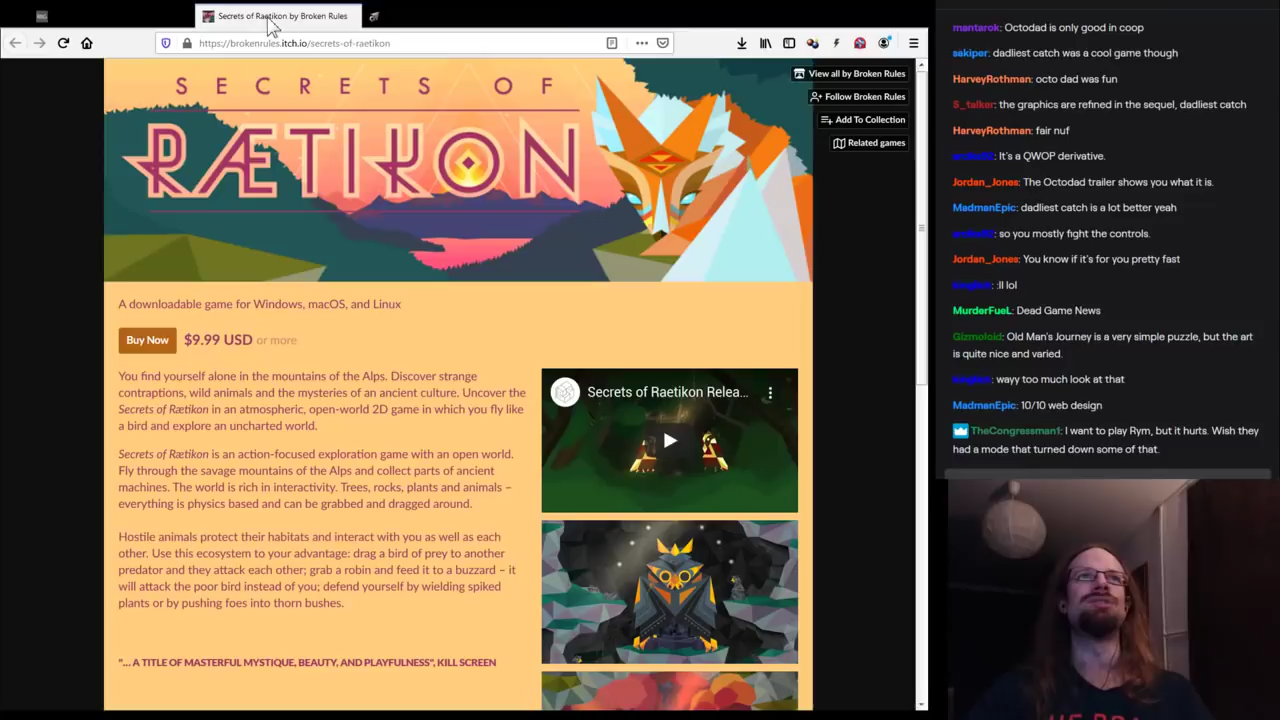 Secrets of Raetikon by Broken Rules
https://brokenrules.itch.io/secrets-of-raetikon
SECRETS OF
RÆTIKON
View all by Broken Rules
Follow Broken Rules
Add To Collection
Related games
A downloadable game for Windows, macOS, and Linux
Buy Now $9.99 USD or more
You find yourself alone in the mountains of the Alps. Discover strange
contraptions, wild animals and the mysteries of an ancient culture. Uncover the
Secrets of Rætikon in an atmospheric, open-world 2D game in which you fly like
a bird and explore an uncharted world.
Secrets of Rætikon is an action-focused exploration game with an open world.
Fly through the savage mountains of the Alps and collect parts of ancient
machines. The world is rich in interactivity. Trees, rocks, plants and animals –
everything is physics based and can be grabbed and dragged around.
Hostile animals protect their habitats and interact with you as well as each
other. Use this ecosystem to your advantage: drag a bird of prey to another
predator and they attack each other; grab a robin and feed it to a buzzard – it
will attack the poor bird instead of you; defend yourself by wielding spiked
plants or by pushing foes into thorn bushes.
"... A TITLE OF MASTERFUL MYSTIQUE, BEAUTY, AND PLAYFULNESS", KILL SCREEN
Secrets of Raetikon Relea...
mantarok: Octodad is only good in coop
sakiper: dadliest catch was a cool game though
HarveyRothman: octo dad was fun
S_talker: the graphics are refined in the sequel, dadliest catch
HarveyRothman: fair nuf
: It's a QWOP derivative.
Jordan_Jones: The Octodad trailer shows you what it is.
MadmanEpic: dadliest catch is a lot better yeah
: so you mostly fight the controls.
Jordan_Jones: You know if it's for you pretty fast
: :ll lol
MurderFueL: Dead Game News
Gizmoloid: Old Man's Journey is a very simple puzzle, but the art
is quite nice and varied.
: wayy too much look at that
MadmanEpic: 10/10 web design
TheCongressman1: I want to play Rym, but it hurts. Wish they
had a mode that turned down some of that.